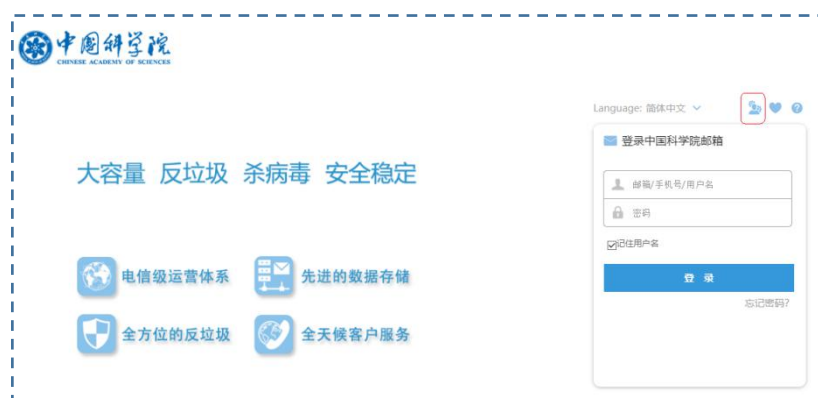 中国科学院
CHINESE ACADEMY OF SCIENCES
Language: 简体中文
登录中国科学院邮箱
大容量 反垃圾 杀病毒 安全稳定
邮箱/手机号/用户名
密码
记住用户名
电信级运营体系
先进的数据存储
登 录
忘记密码?
全方位的反垃圾
全天候客户服务